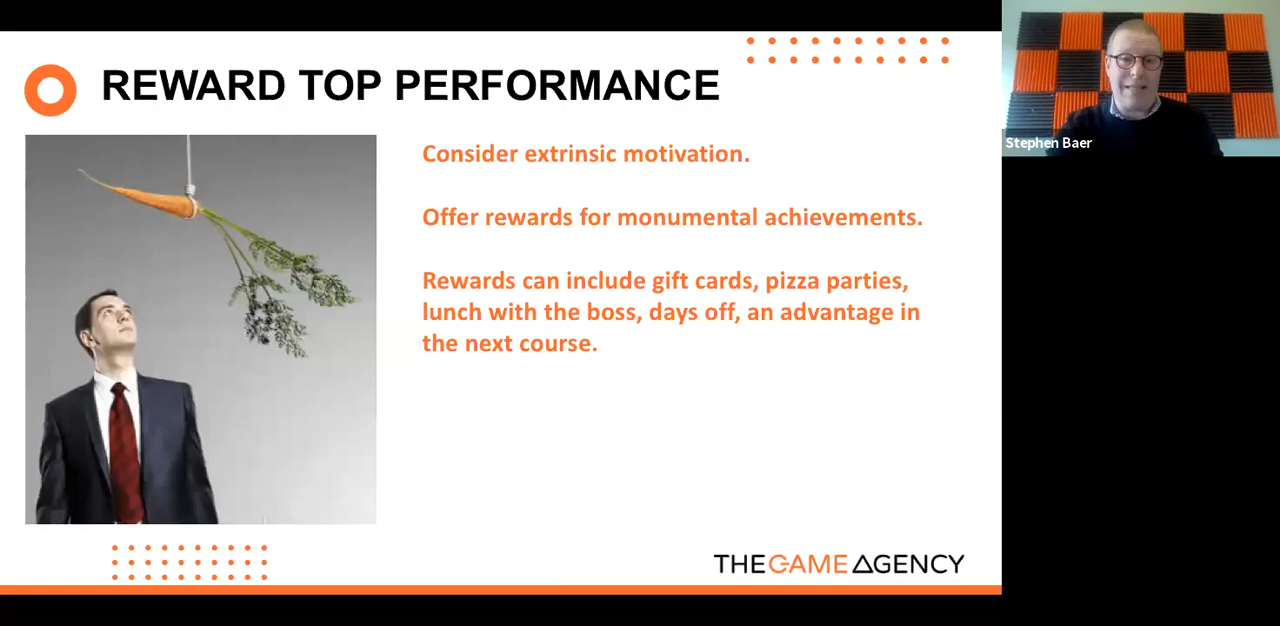 REWARD TOP PERFORMANCE
Consider extrinsic motivation.
Offer rewards for monumental achievements.
Rewards can include gift cards, pizza parties,
lunch with the boss, days off, an advantage in
the next course.
THEGAMEAGENCY
Stephen Baer